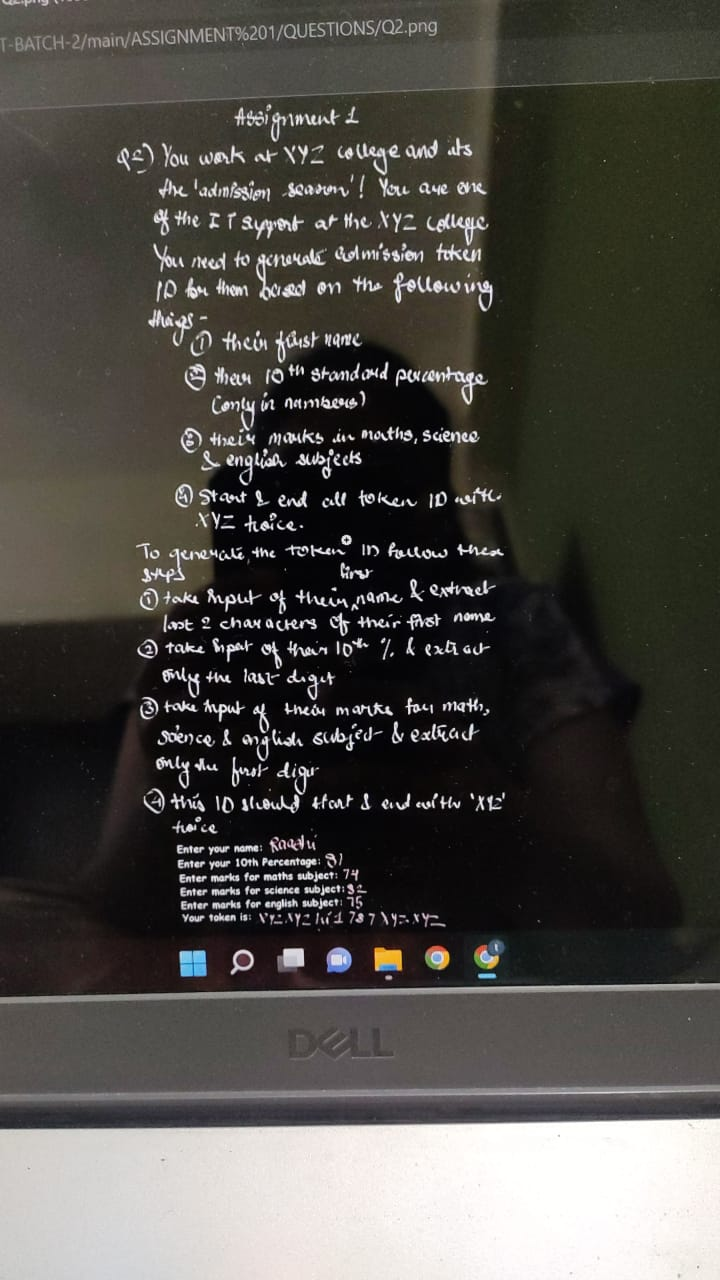 T-BATCH-2/main/ASSIGNMENT%201/QUESTIONS/Q2.png
Assignment 1
Q2) You work at XYZ college and its
the 'admission season'! You are one
of the IT support at the XYZ college
You need to generate admission token
ID for them based on the following
things -
① their first name
② their 10th standard percentage
(only in numbers)
③ their marks in maths, science
& english subjects
④ Start & end all token ID with
XYZ twice.
To generate, the token ID follow these
steps
① take input of their first name & extract
last 2 characters of their first name
② take input of their 10th % & extract
only the last digit
③ take input of their marks for math,
science & english subject & extract
only the first digit
④ this ID should start & end with 'XYZ'
twice
Enter your name:
Enter your 10th Percentage: 81
Enter marks for maths subject: 74
Enter marks for science subject: 82
Enter marks for english subject: 75
Your token is: XYZXYZhi1787XYZXYZ
DELL